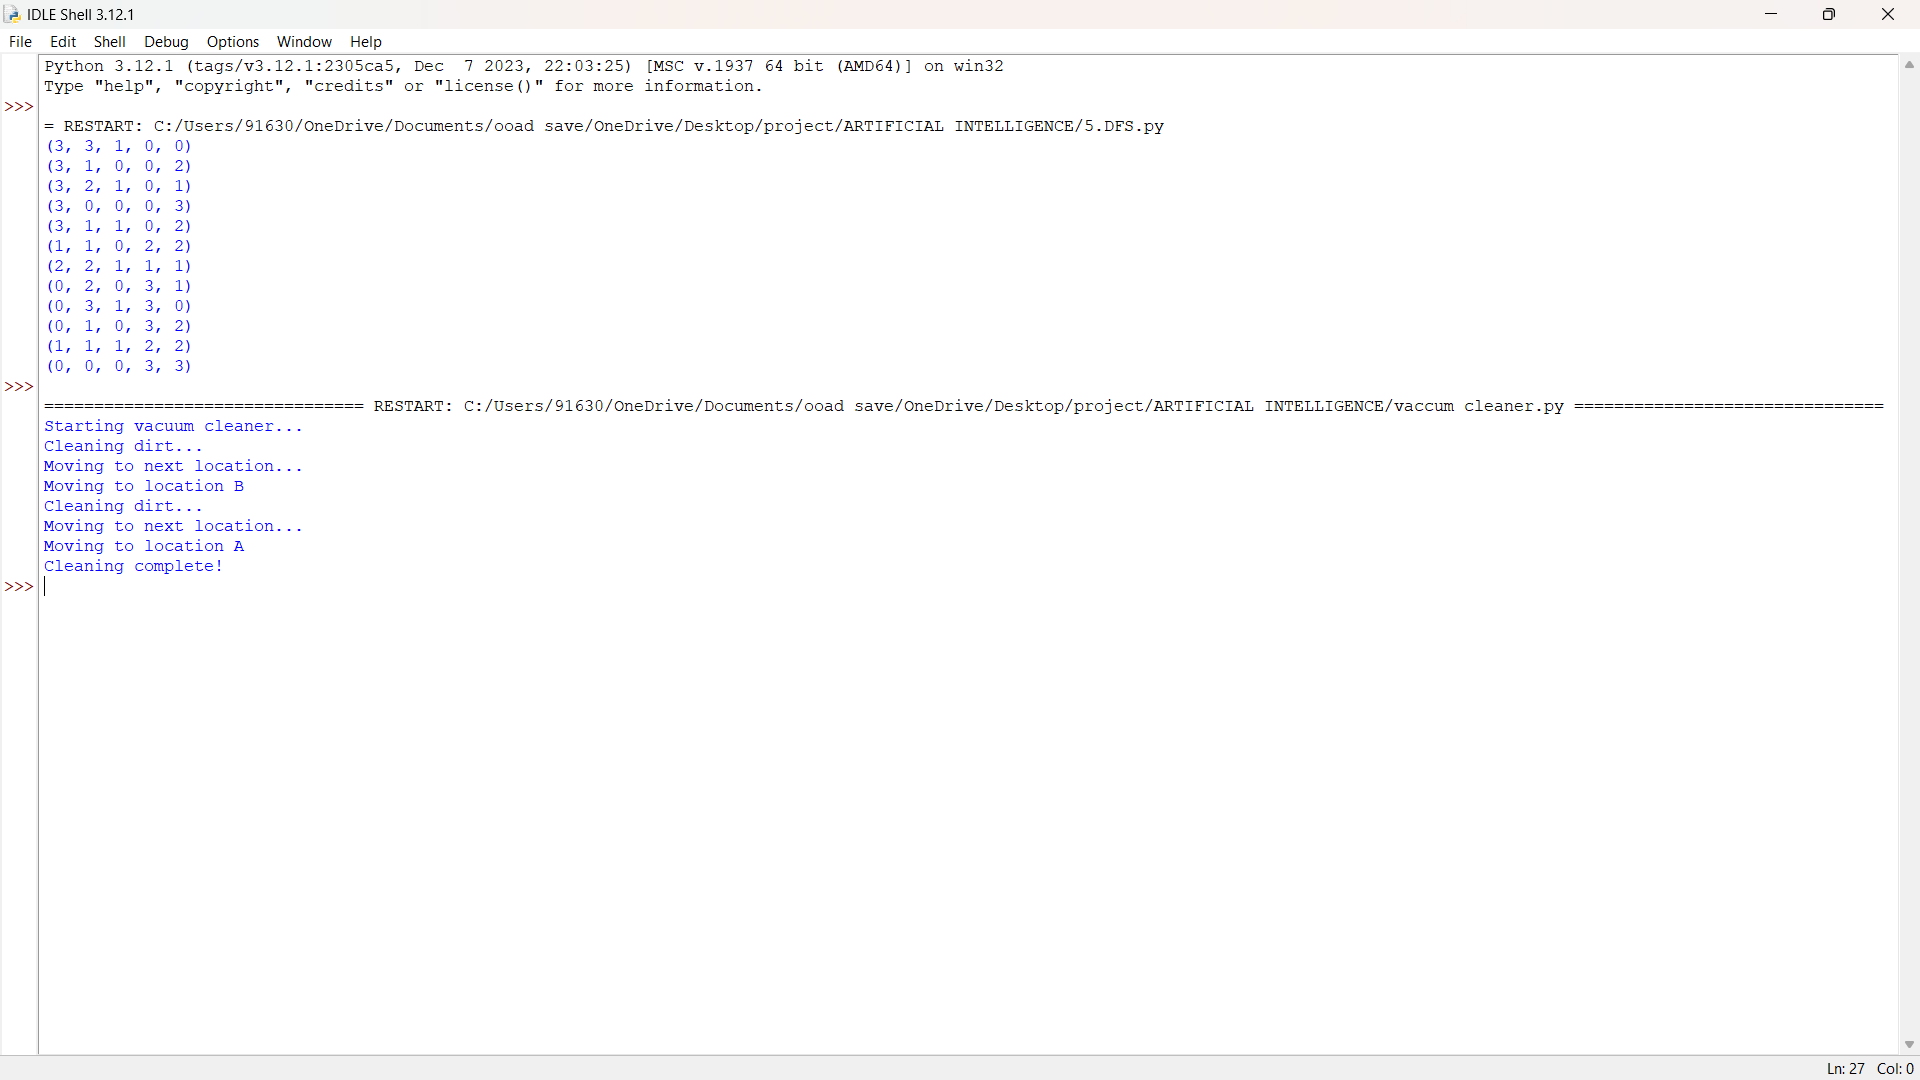 IDLE Shell 3.12.1
File Edit Shell Debug Options Window Help
Python 3.12.1 (tags/v3.12.1:2305ca5, Dec  7 2023, 22:03:25) [MSC v.1937 64 bit (AMD64)] on win32
Type "help", "copyright", "credits" or "license()" for more information.
>>>
= RESTART: C:/Users/91630/OneDrive/Documents/ooad save/OneDrive/Desktop/project/ARTIFICIAL INTELLIGENCE/5.DFS.py
(3, 3, 1, 0, 0)
(3, 1, 0, 0, 2)
(3, 2, 1, 0, 1)
(3, 0, 0, 0, 3)
(3, 1, 1, 0, 2)
(1, 1, 0, 2, 2)
(2, 2, 1, 1, 1)
(0, 2, 0, 3, 1)
(0, 3, 1, 3, 0)
(0, 1, 0, 3, 2)
(1, 1, 1, 2, 2)
(0, 0, 0, 3, 3)
>>>
================================ RESTART: C:/Users/91630/OneDrive/Documents/ooad save/OneDrive/Desktop/project/ARTIFICIAL INTELLIGENCE/vaccum cleaner.py ===============================
Starting vacuum cleaner...
Cleaning dirt...
Moving to next location...
Moving to location B
Cleaning dirt...
Moving to next location...
Moving to location A
Cleaning complete!
>>>
Ln: 27 Col: 0